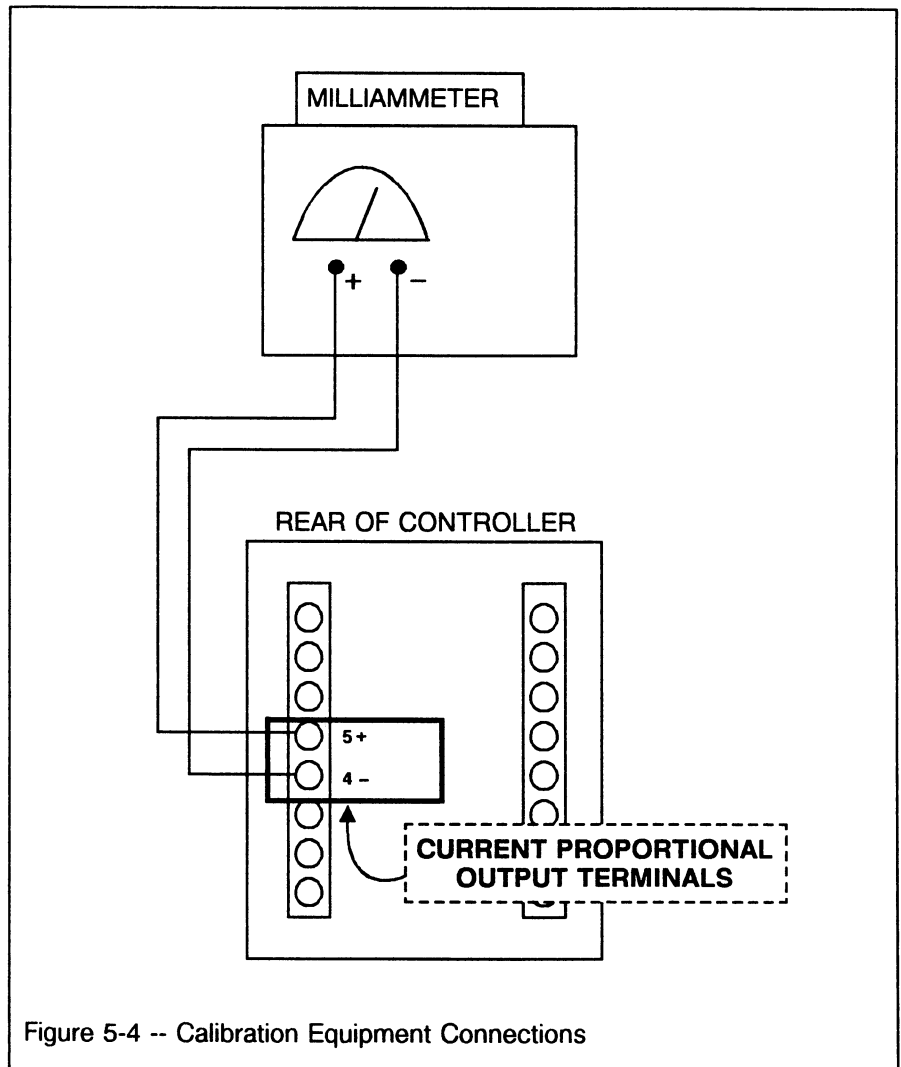 MILLIAMMETER
+ −
REAR OF CONTROLLER
5+
4 −
CURRENT PROPORTIONAL
OUTPUT TERMINALS
Figure 5-4 -- Calibration Equipment Connections